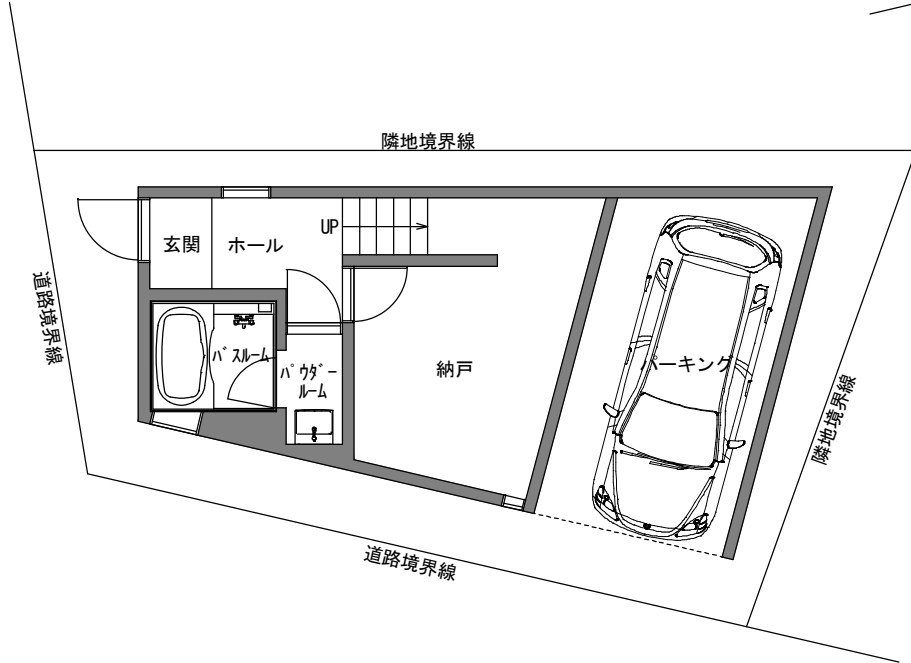 隣地境界線
UP
玄関
ホール
道路境界線
バスルーム
パウダー
ルーム
納戸
パーキング
隣地境界線
道路境界線